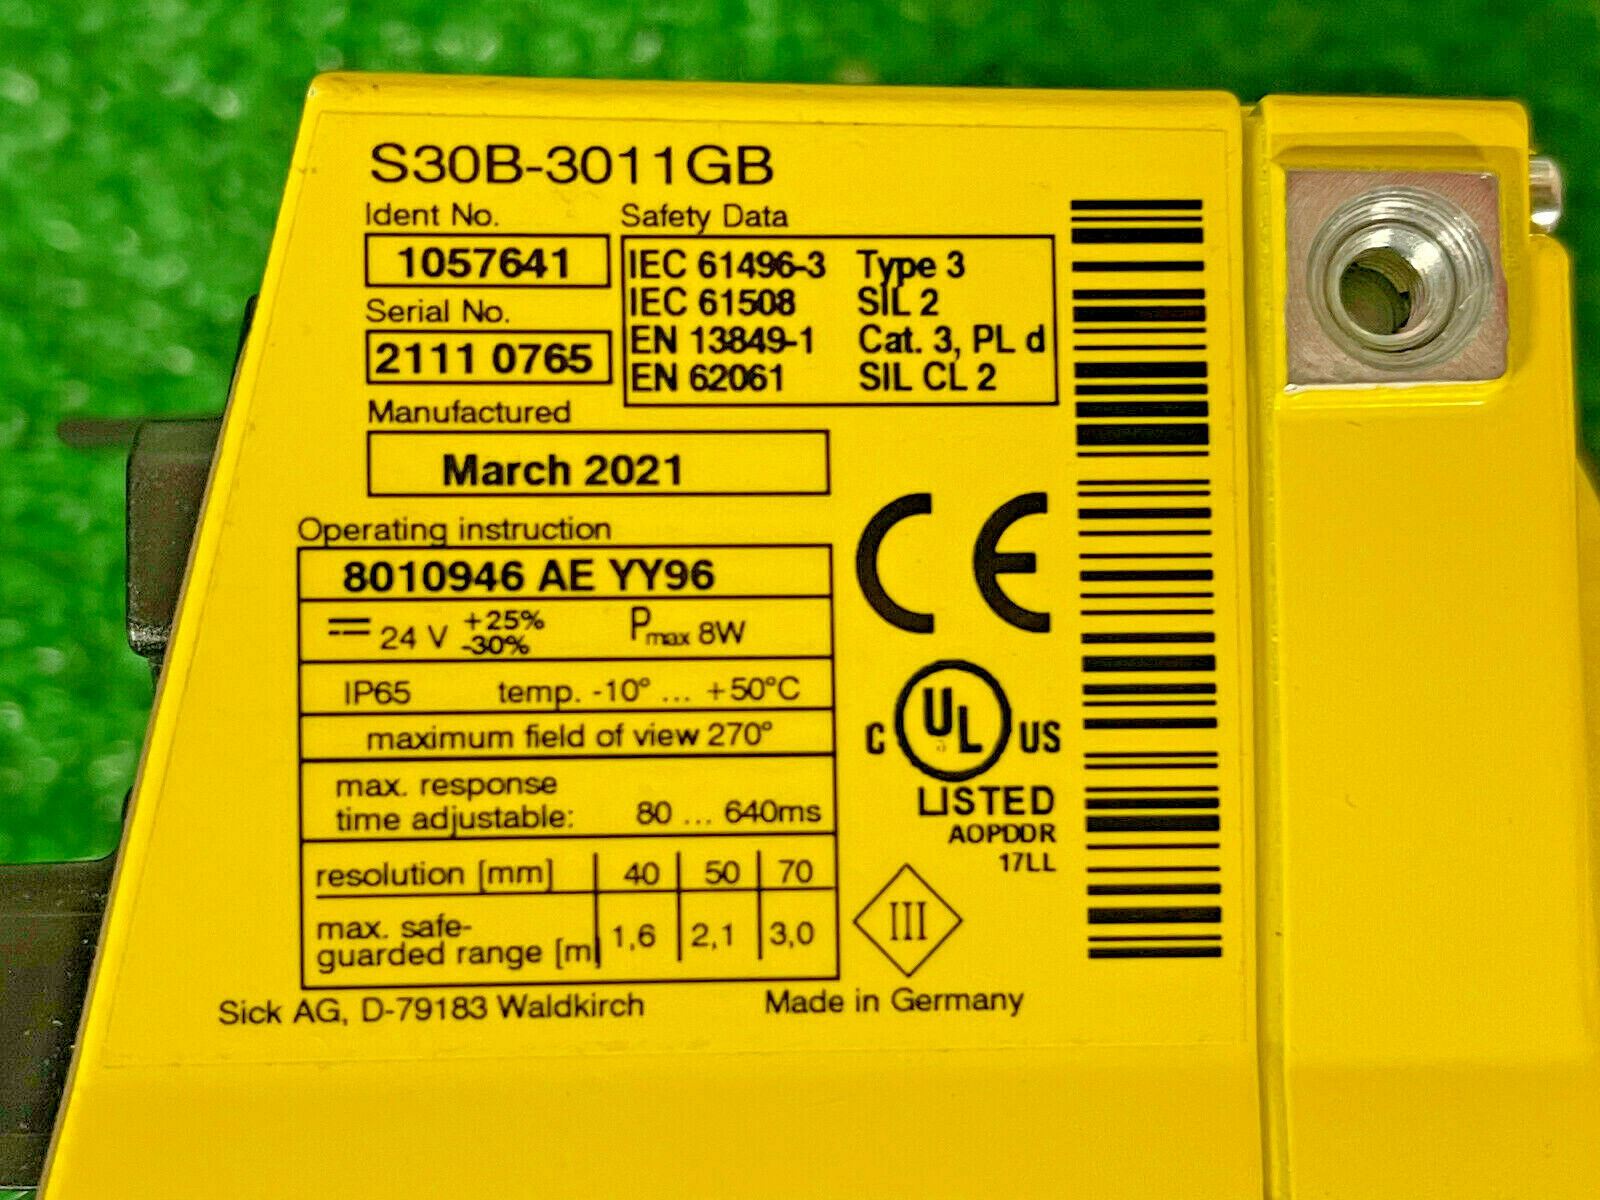 S30B-3011GB
Ident No.
1057641
Serial No.
2111 0765
Safety Data
IEC 61496-3 Type 3
IEC 61508 SIL 2
EN 13849-1 Cat. 3, PL d
EN 62061 SIL CL 2
Manufactured
March 2021
Operating instruction
8010946 AE YY96
24 V +25% -30% Pmax 8W
IP65 temp. -10° ... +50°C
maximum field of view 270°
max. response
time adjustable: 80 ... 640ms
resolution [mm] 40 50 70
max. safe-
guarded range [m] 1,6 2,1 3,0
Sick AG, D-79183 Waldkirch Made in Germany
CE
C UL US
LISTED
AOPDDR
17LL
III